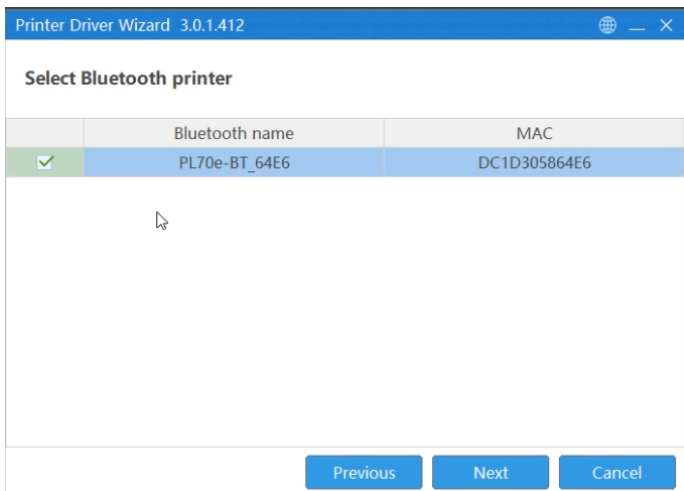 Printer Driver Wizard 3.0.1.412
Select Bluetooth printer
Bluetooth name MAC
PL70e-BT_64E6 DC1D305864E6
Previous Next Cancel